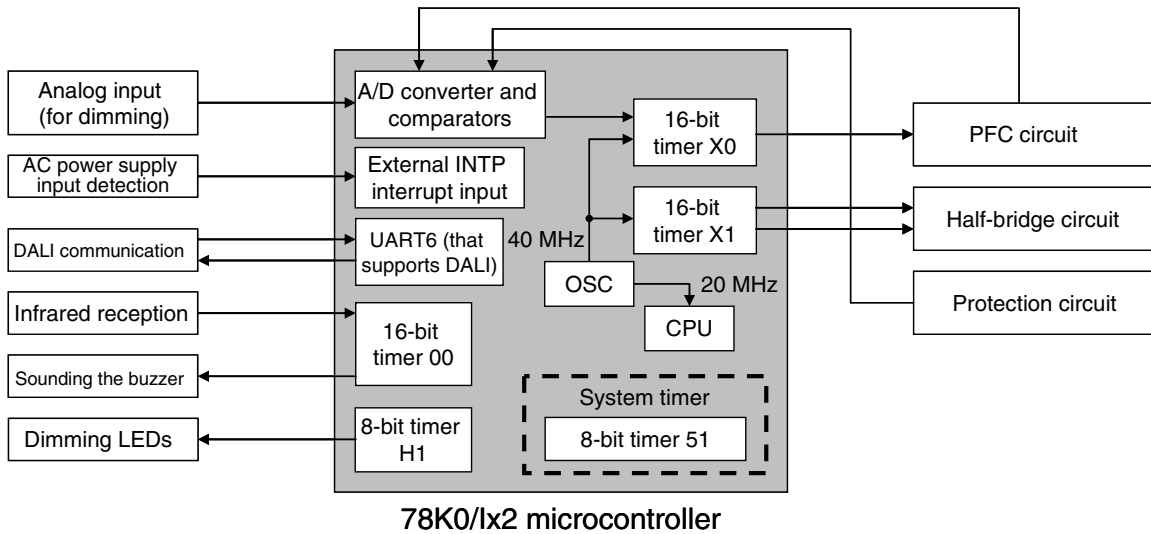 Analog input
(for dimming)
AC power supply
input detection
DALI communication
Infrared reception
Sounding the buzzer
Dimming LEDs
A/D converter and
comparators
External INTP
interrupt input
UART6 (that
supports DALI)
16-bit
timer 00
8-bit timer
H1
16-bit
timer X0
16-bit
timer X1
40 MHz
OSC
20 MHz
CPU
System timer
8-bit timer 51
PFC circuit
Half-bridge circuit
Protection circuit
78K0/Ix2 microcontroller